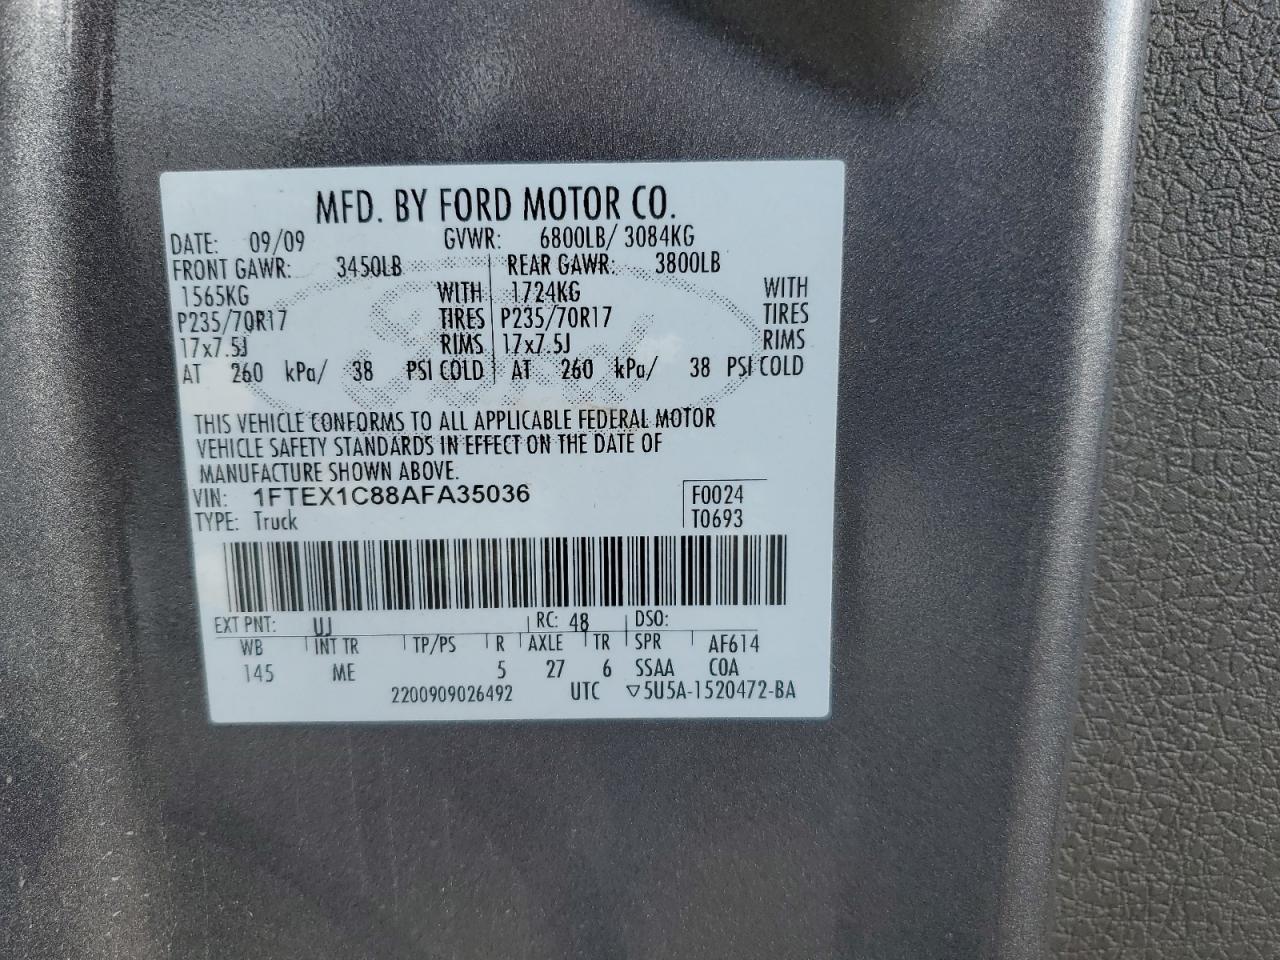 MFD. BY FORD MOTOR CO.
DATE: 09/09 GVWR: 6800LB/ 3084KG
FRONT GAWR: 3450LB REAR GAWR: 3800LB
1565KG WITH 1724KG WITH
P235/70R17 TIRES P235/70R17 TIRES
17x7.5J RIMS 17x7.5J RIMS
AT 260 kPa/ 38 PSI COLD AT 260 kPa/ 38 PSI COLD
THIS VEHICLE CONFORMS TO ALL APPLICABLE FEDERAL MOTOR
VEHICLE SAFETY STANDARDS IN EFFECT ON THE DATE OF
MANUFACTURE SHOWN ABOVE.
VIN: 1FTEX1C88AFA35036 F0024
TYPE: Truck T0693
EXT PNT: UJ RC: 48 DSO:
WB INT TR TP/PS R AXLE TR SPR AF614
145 ME 5 27 6 SSAA COA
2200909026492 UTC ▽5U5A-1520472-BA